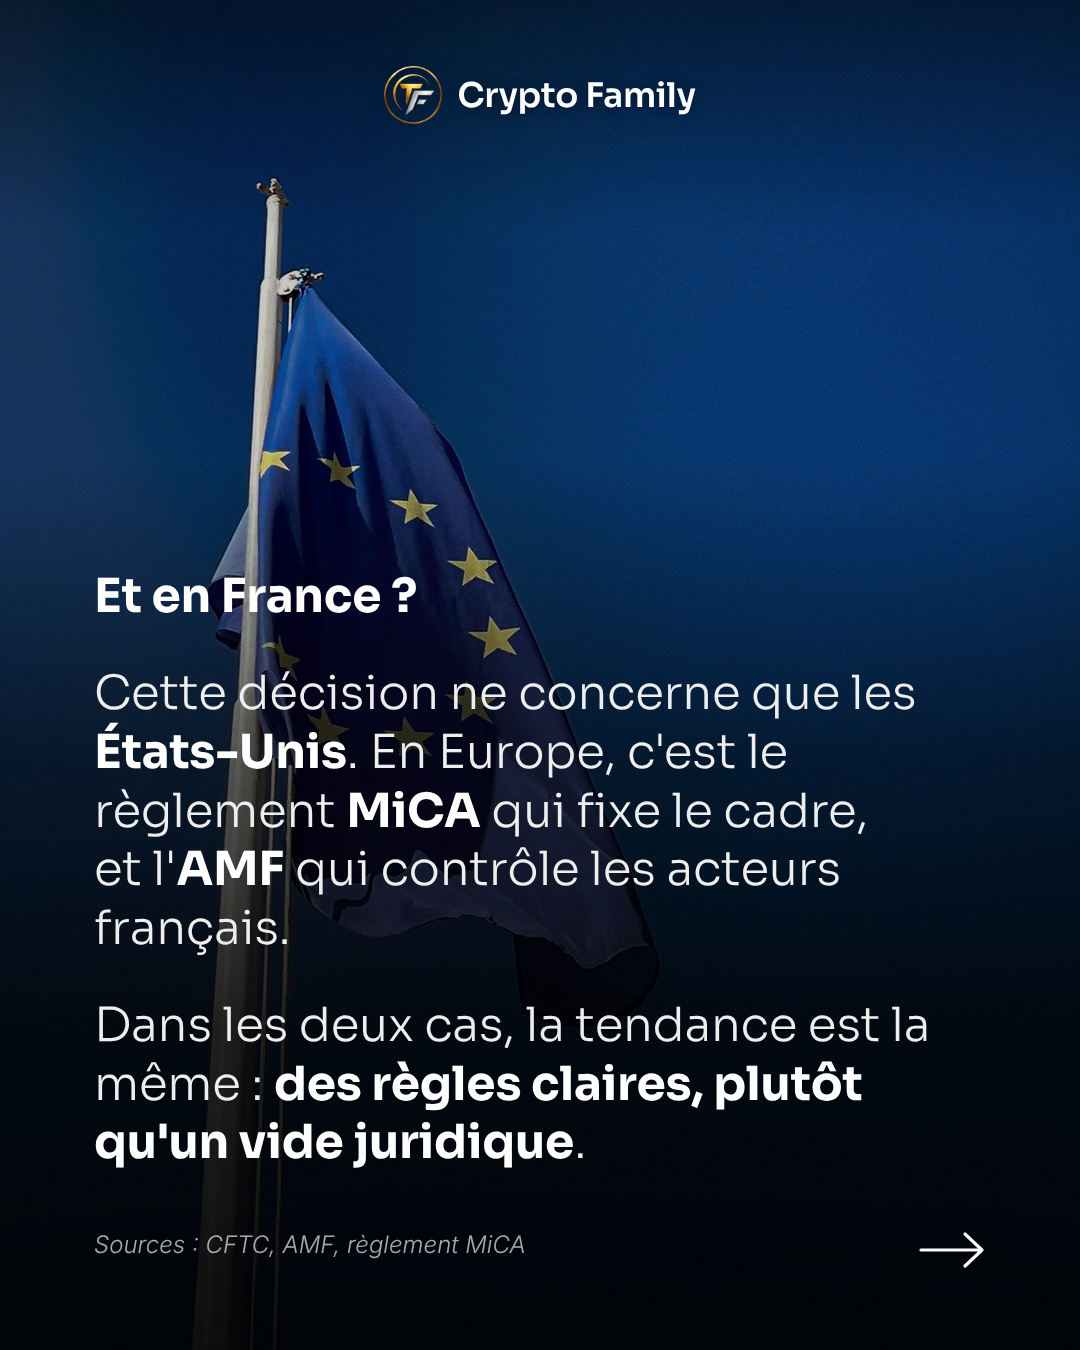 Crypto Family
Et en France ?
Cette décision ne concerne que les
États-Unis. En Europe, c'est le
règlement MiCA qui fixe le cadre,
et l'AMF qui contrôle les acteurs
français.
Dans les deux cas, la tendance est la
même : des règles claires, plutôt
qu'un vide juridique.
Sources : CFTC, AMF, règlement MiCA